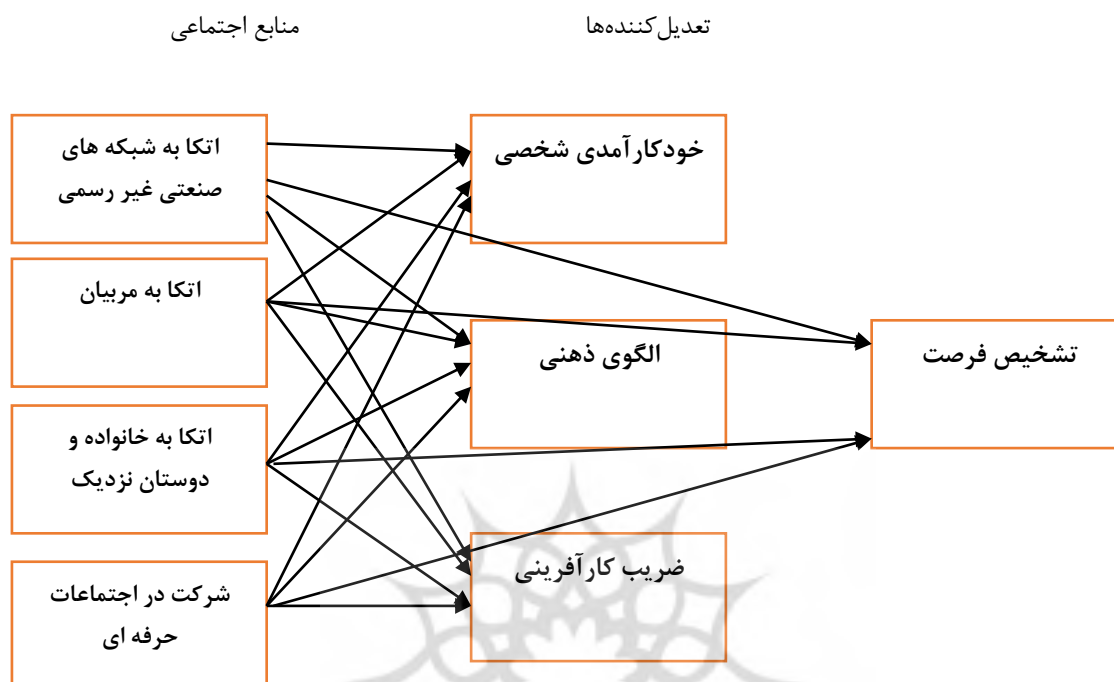 منابع اجتماعی
تعدیل‌کننده‌ها
اتکا به شبکه های
صنعتی غیر رسمی
اتکا به مربیان
اتکا به خانواده و
دوستان نزدیک
شرکت در اجتماعات
حرفه ای
خودکارآمدی شخصی
الگوی ذهنی
ضریب کارآفرینی
تشخیص فرصت